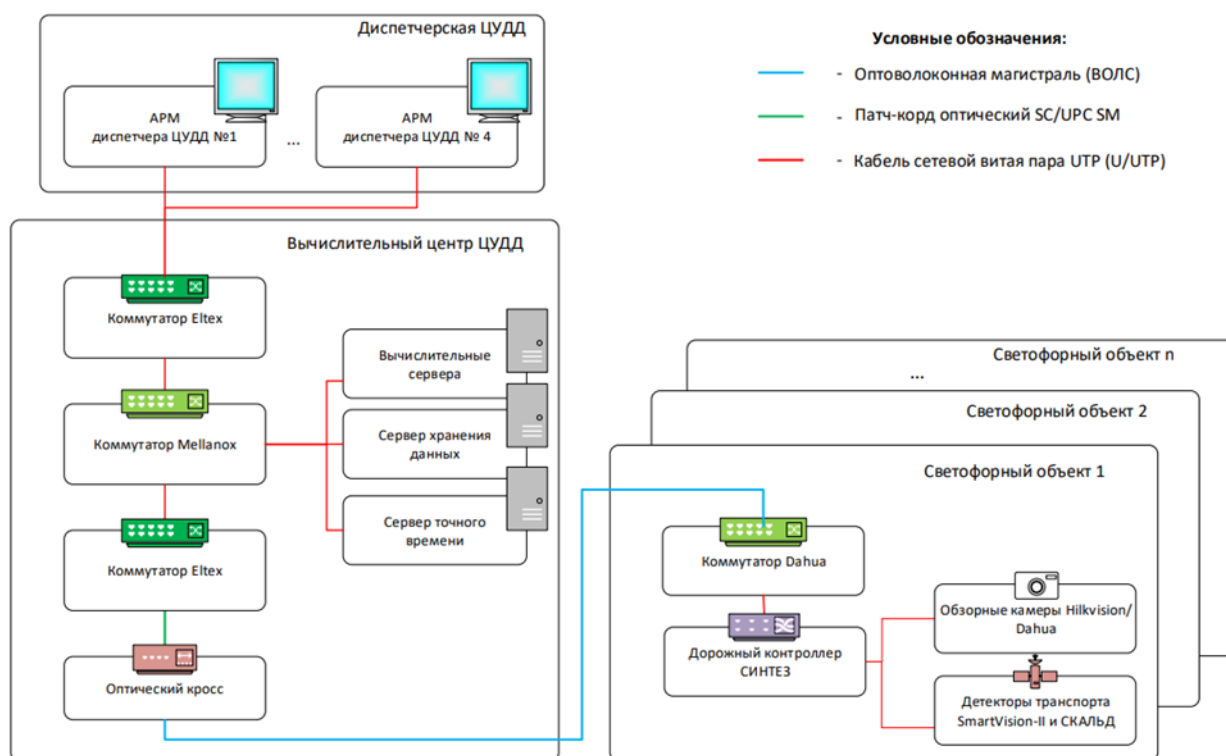 Диспетчерская ЦУДД
АРМ
диспетчера ЦУДД №1
...
АРМ
диспетчера ЦУДД № 4
Условные обозначения:
- Оптоволоконная магистраль (ВОЛС)
- Патч-корд оптический SC/UPC SM
- Кабель сетевой витая пара UTP (U/UTP)
Вычислительный центр ЦУДД
Коммутатор Eltex
Коммутатор Mellanox
Коммутатор Eltex
Оптический кросс
Вычислительные
сервера
Сервер хранения
данных
Сервер точного
времени
Светофорный объект n
...
Светофорный объект 2
Светофорный объект 1
Коммутатор Dahua
Дорожный контроллер
СИНТЕЗ
Обзорные камеры Hilkvision/
Dahua
Детекторы транспорта
SmartVision-II и СКАЛЬД